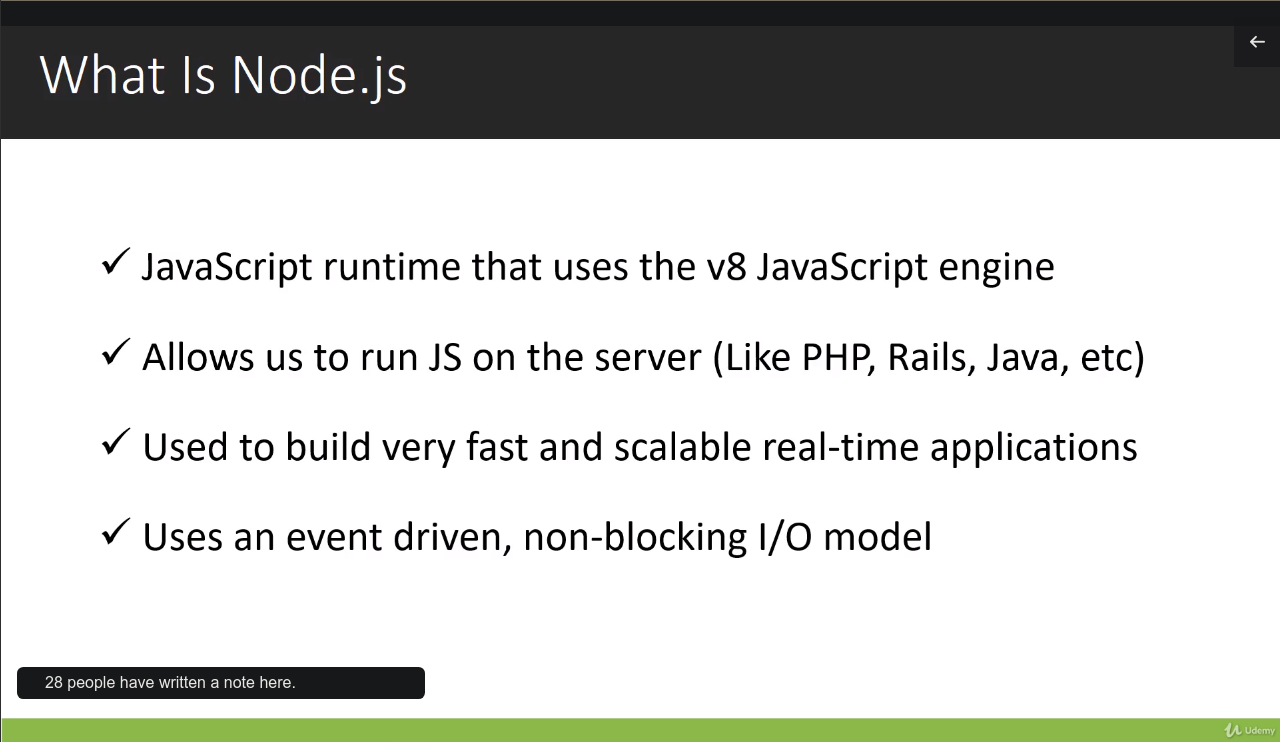 What Is Node.js
JavaScript runtime that uses the v8 JavaScript engine
Allows us to run JS on the server (Like PHP, Rails, Java, etc)
Used to build very fast and scalable real-time applications
Uses an event driven, non-blocking I/O model
28 people have written a note here.
Udemy